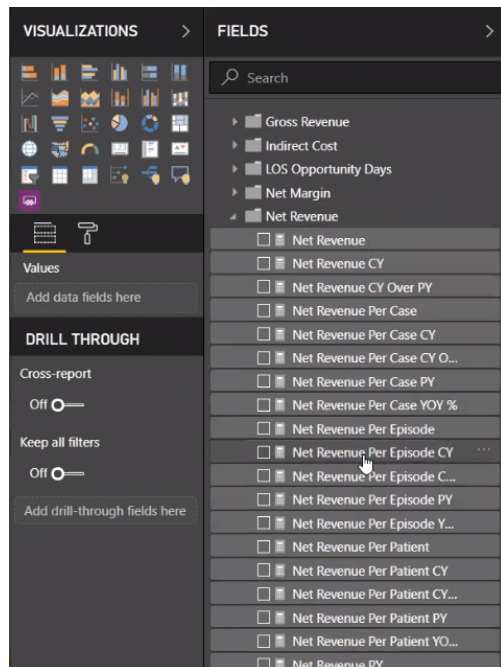 VISUALIZATIONS
Values
Add data fields here
DRILL THROUGH
Cross-report
Off
Keep all filters
Off
Add drill-through fields here
FIELDS
Search
Gross Revenue
Indirect Cost
LOS Opportunity Days
Net Margin
Net Revenue
Net Revenue
Net Revenue CY
Net Revenue CY Over PY
Net Revenue Per Case
Net Revenue Per Case CY
Net Revenue Per Case CY O...
Net Revenue Per Case PY
Net Revenue Per Case YOY %
Net Revenue Per Episode
Net Revenue Per Episode CY
Net Revenue Per Episode C...
Net Revenue Per Episode PY
Net Revenue Per Episode Y...
Net Revenue Per Patient
Net Revenue Per Patient CY
Net Revenue Per Patient CY...
Net Revenue Per Patient PY
Net Revenue Per Patient YO...
Net Revenue PY